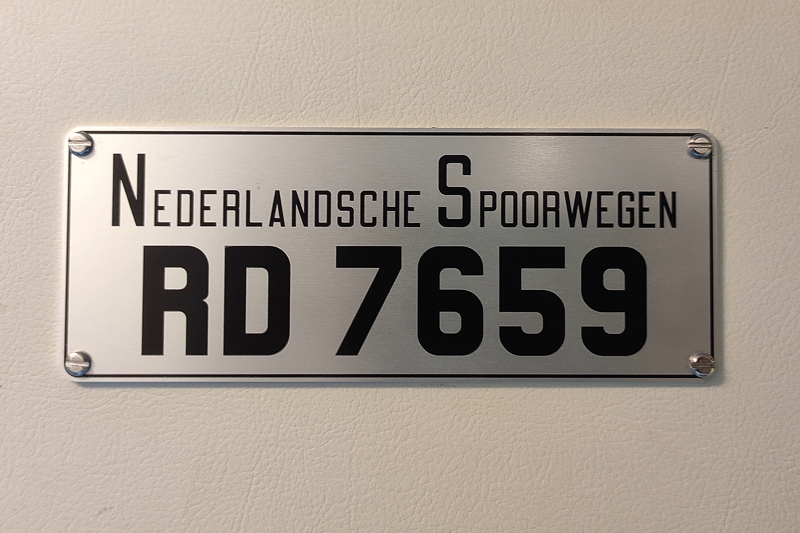 NEDERLANDSCHE SPOORWEGEN
RD 7659